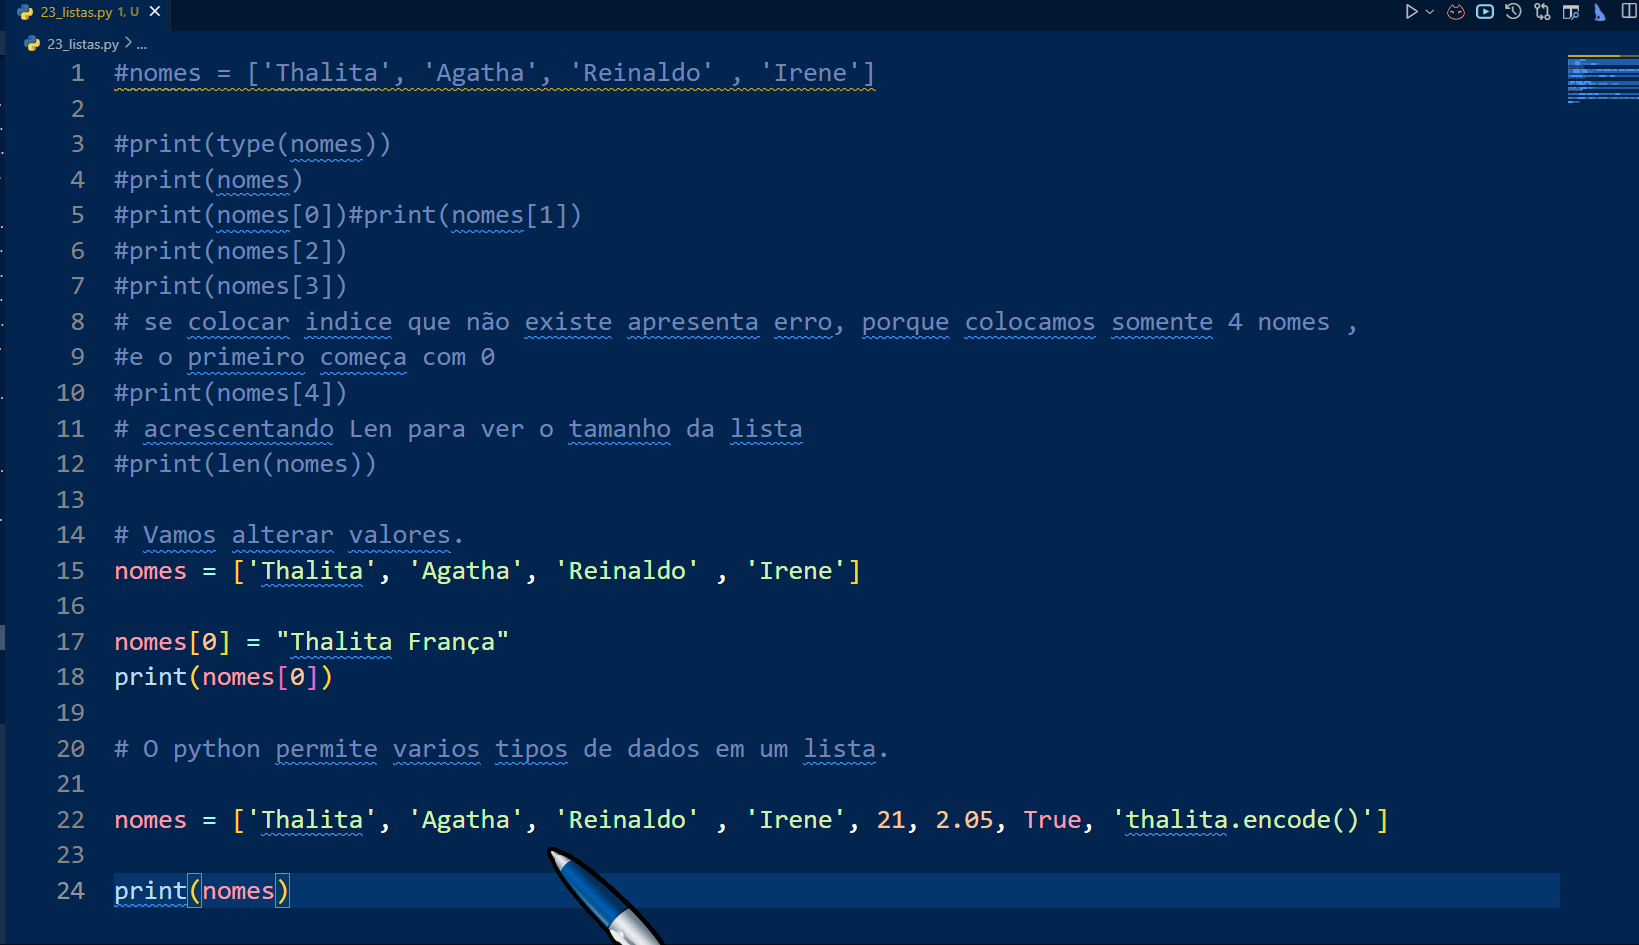 23_listas.py 1, U
23_listas.py > ...
1 #nomes = ['Thalita', 'Agatha', 'Reinaldo' , 'Irene']
2
3 #print(type(nomes))
4 #print(nomes)
5 #print(nomes[0])#print(nomes[1])
6 #print(nomes[2])
7 #print(nomes[3])
8 # se colocar indice que não existe apresenta erro, porque colocamos somente 4 nomes ,
9 #e o primeiro começa com 0
10 #print(nomes[4])
11 # acrescentando Len para ver o tamanho da lista
12 #print(len(nomes))
13
14 # Vamos alterar valores.
15 nomes = ['Thalita', 'Agatha', 'Reinaldo' , 'Irene']
16
17 nomes[0] = "Thalita França"
18 print(nomes[0])
19
20 # O python permite varios tipos de dados em um lista.
21
22 nomes = ['Thalita', 'Agatha', 'Reinaldo' , 'Irene', 21, 2.05, True, 'thalita.encode()']
23
24 print(nomes)